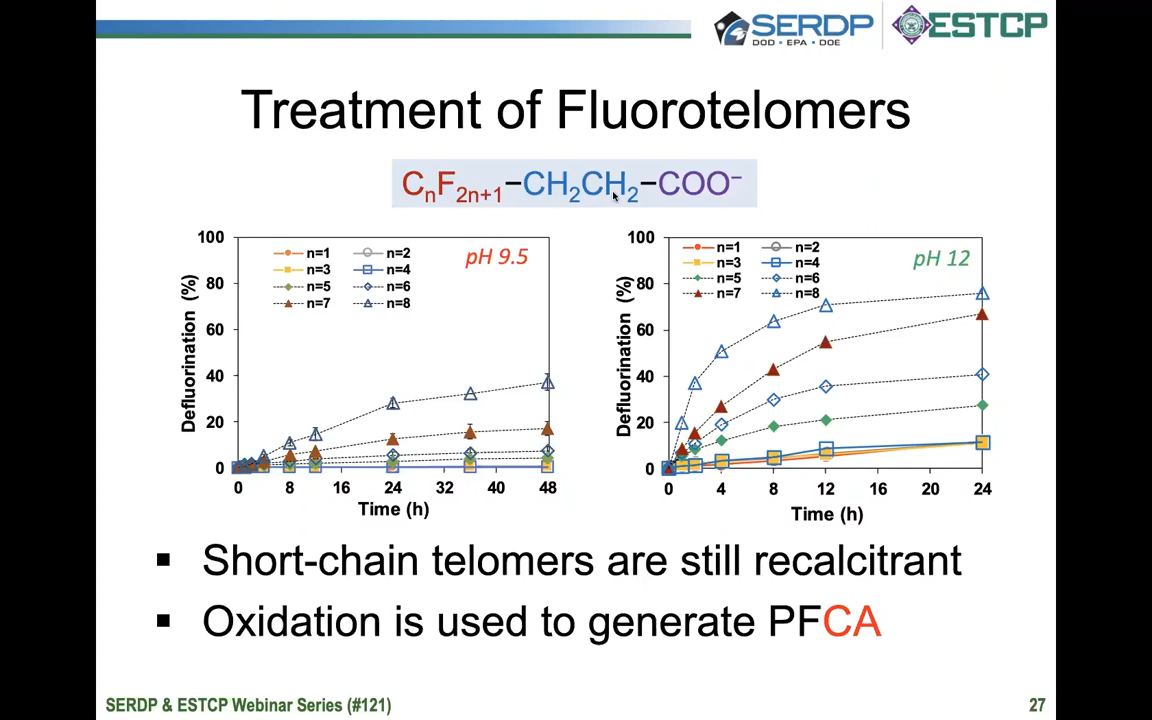 SERDP
DOD • EPA • DOE
ESTCP
Treatment of Fluorotelomers
CnF2n+1−CH2CH2−COO−
100
80
60
40
20
0
Defluorination (%)
n=1
n=2
n=3
n=4
n=5
n=6
n=7
n=8
pH 9.5
0 8 16 24 32 40 48
Time (h)
100
80
60
40
20
0
Defluorination (%)
n=1
n=2
n=3
n=4
n=5
n=6
n=7
n=8
pH 12
0 4 8 12 16 20 24
Time (h)
▪ Short-chain telomers are still recalcitrant
▪ Oxidation is used to generate PFCA
SERDP & ESTCP Webinar Series (#121)
27